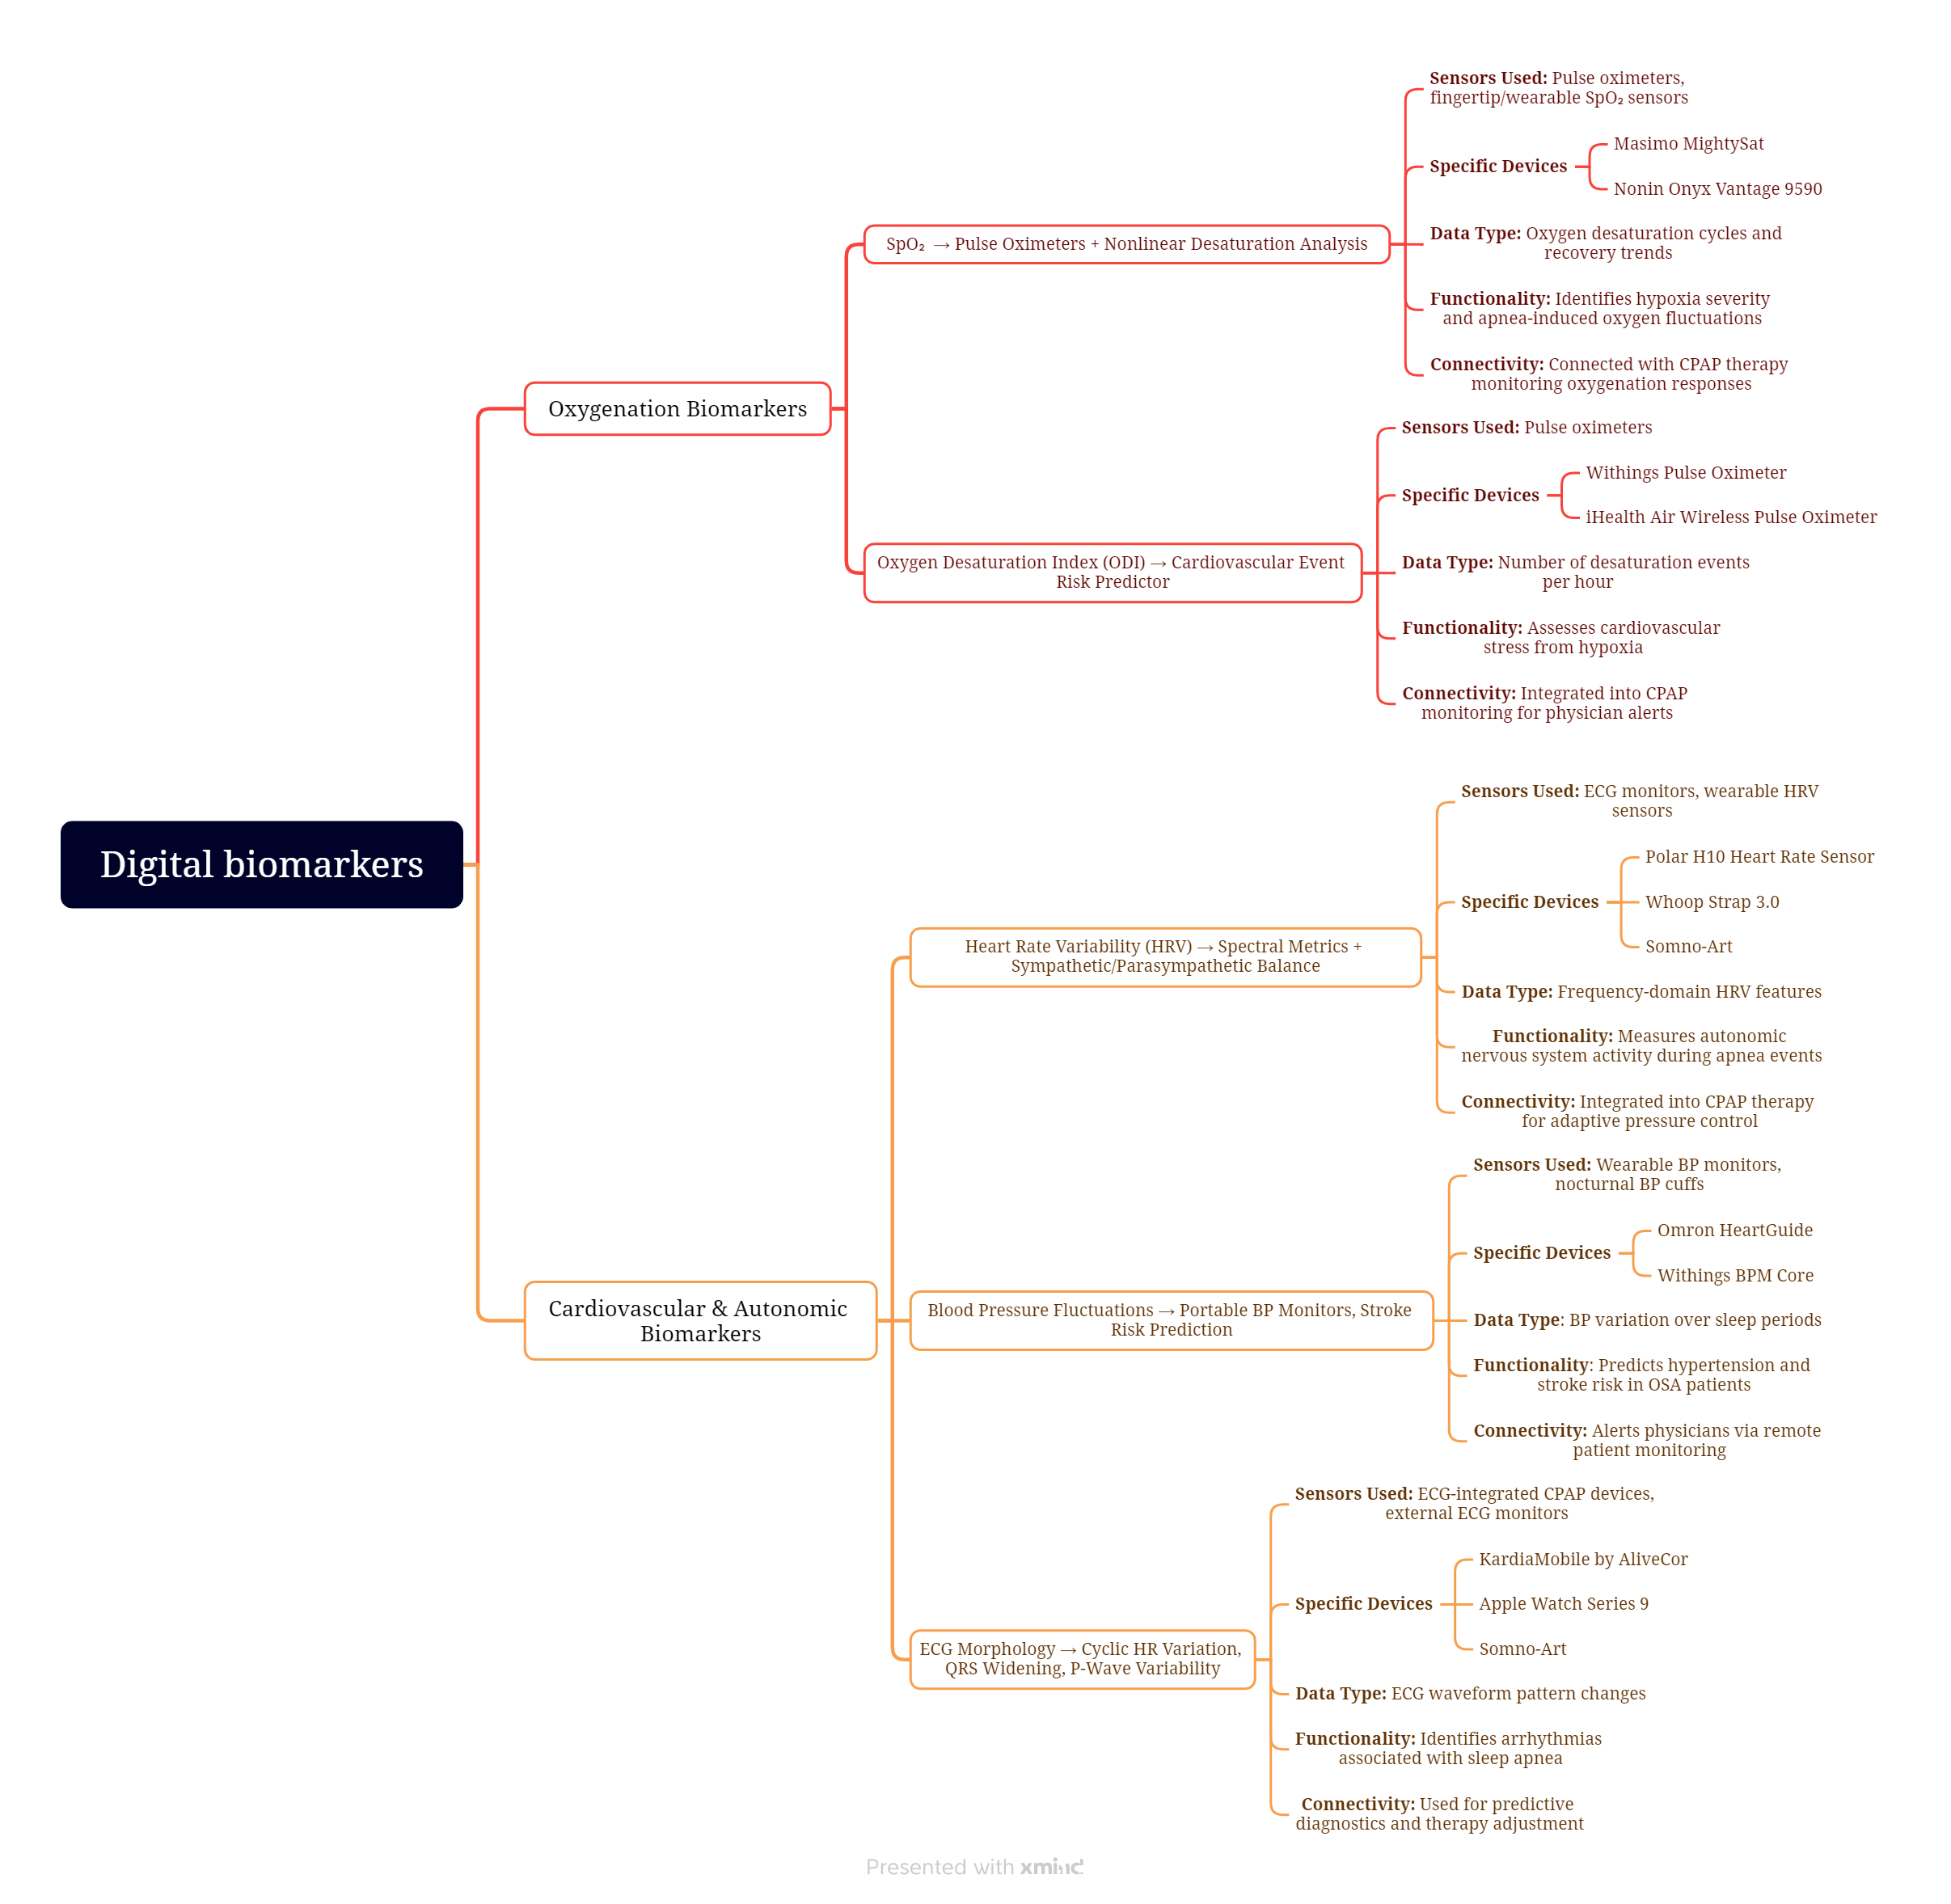 Digital biomarkers
Oxygenation Biomarkers
SpO₂ → Pulse Oximeters + Nonlinear Desaturation Analysis
Sensors Used: Pulse oximeters,
fingertip/wearable SpO₂ sensors
Specific Devices
Masimo MightySat
Nonin Onyx Vantage 9590
Data Type: Oxygen desaturation cycles and
recovery trends
Functionality: Identifies hypoxia severity
and apnea-induced oxygen fluctuations
Connectivity: Connected with CPAP therapy
monitoring oxygenation responses
Oxygen Desaturation Index (ODI) → Cardiovascular Event
Risk Predictor
Sensors Used: Pulse oximeters
Specific Devices
Withings Pulse Oximeter
iHealth Air Wireless Pulse Oximeter
Data Type: Number of desaturation events
per hour
Functionality: Assesses cardiovascular
stress from hypoxia
Connectivity: Integrated into CPAP
monitoring for physician alerts
Cardiovascular & Autonomic
Biomarkers
Heart Rate Variability (HRV) → Spectral Metrics +
Sympathetic/Parasympathetic Balance
Sensors Used: ECG monitors, wearable HRV
sensors
Specific Devices
Polar H10 Heart Rate Sensor
Whoop Strap 3.0
Somno-Art
Data Type: Frequency-domain HRV features
Functionality: Measures autonomic
nervous system activity during apnea events
Connectivity: Integrated into CPAP therapy
for adaptive pressure control
Blood Pressure Fluctuations → Portable BP Monitors, Stroke
Risk Prediction
Sensors Used: Wearable BP monitors,
nocturnal BP cuffs
Specific Devices
Omron HeartGuide
Withings BPM Core
Data Type: BP variation over sleep periods
Functionality: Predicts hypertension and
stroke risk in OSA patients
Connectivity: Alerts physicians via remote
patient monitoring
ECG Morphology → Cyclic HR Variation,
QRS Widening, P-Wave Variability
Sensors Used: ECG-integrated CPAP devices,
external ECG monitors
Specific Devices
KardiaMobile by AliveCor
Apple Watch Series 9
Somno-Art
Data Type: ECG waveform pattern changes
Functionality: Identifies arrhythmias
associated with sleep apnea
Connectivity: Used for predictive
diagnostics and therapy adjustment
Presented with xmind